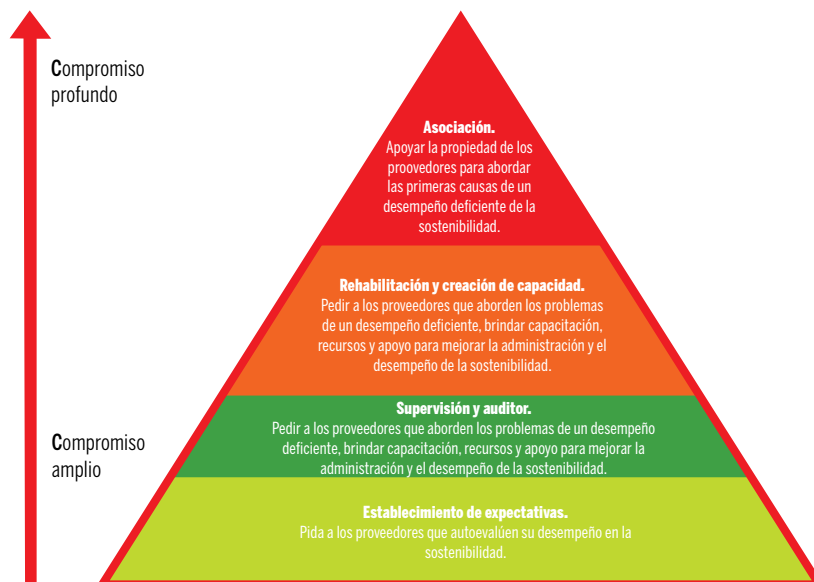 Compromiso
profundo
Asociación.
Apoyar la propiedad de los
proovedores para abordar
las primeras causas de un
desempeño deficiente de la
sostenibilidad.
Rehabilitación y creación de capacidad.
Pedir a los proveedores que aborden los problemas
de un desempeño deficiente, brindar capacitación,
recursos y apoyo para mejorar la administración y el
desempeño de la sostenibilidad.
Compromiso
amplio
Supervisión y auditor.
Pedir a los proveedores que aborden los problemas de un desempeño
deficiente, brindar capacitación, recursos y apoyo para mejorar la
administración y el desempeño de la sostenibilidad.
Establecimiento de expectativas.
Pida a los proveedores que autoevalúen su desempeño en la
sostenibilidad.